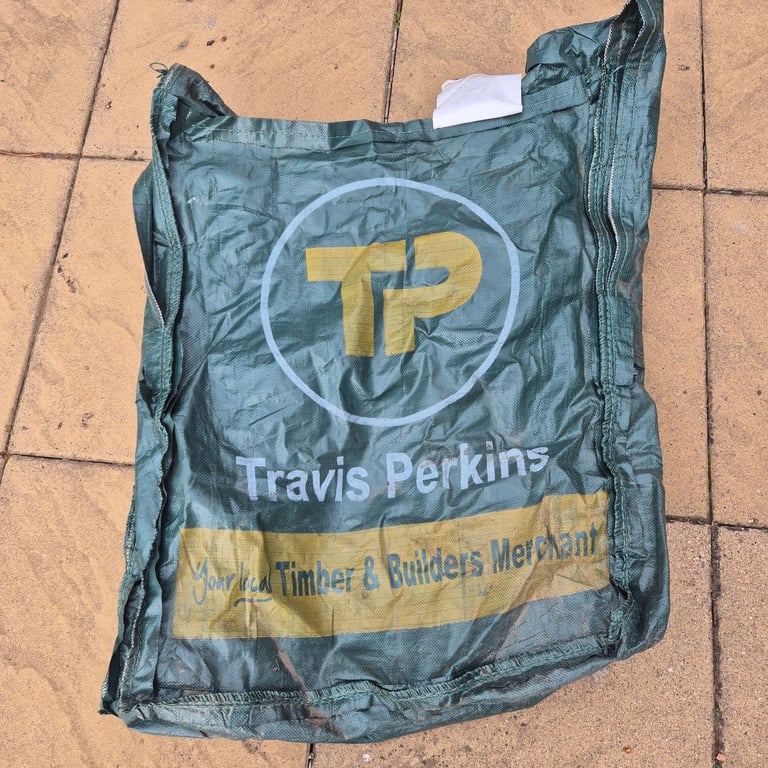 TP
Travis Perkins
Your local Timber & Builders Merchant